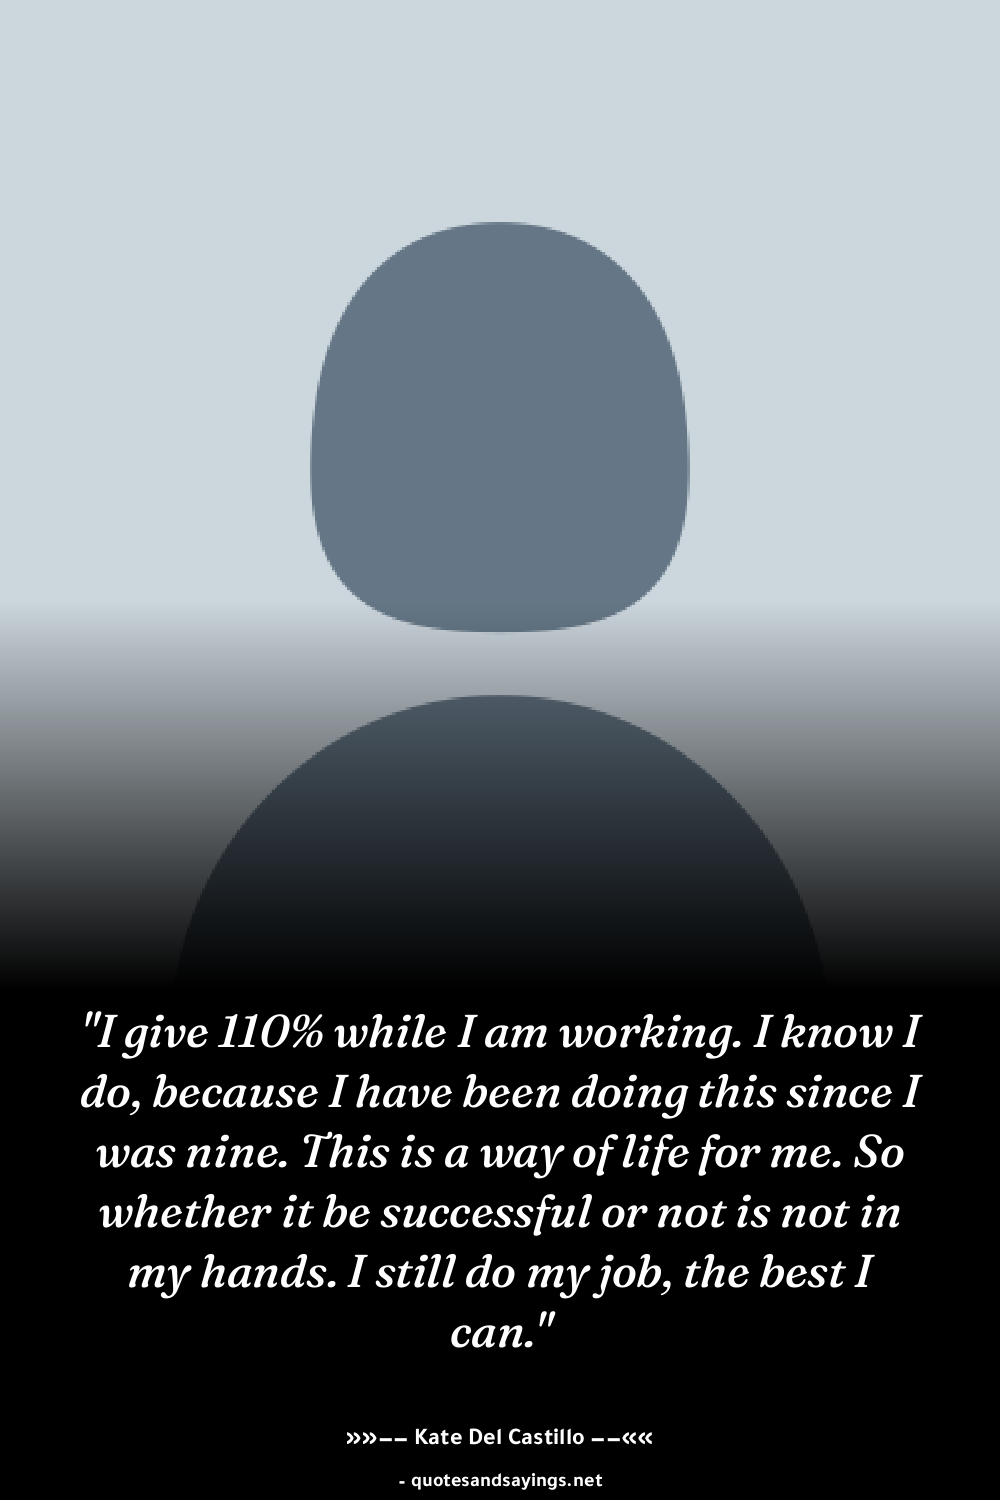 "I give 110% while I am working. I know I
do, because I have been doing this since I
was nine. This is a way of life for me. So
whether it be successful or not is not in
my hands. I still do my job, the best I
can."
»»–– Kate Del Castillo ––««
- quotesandsayings.net